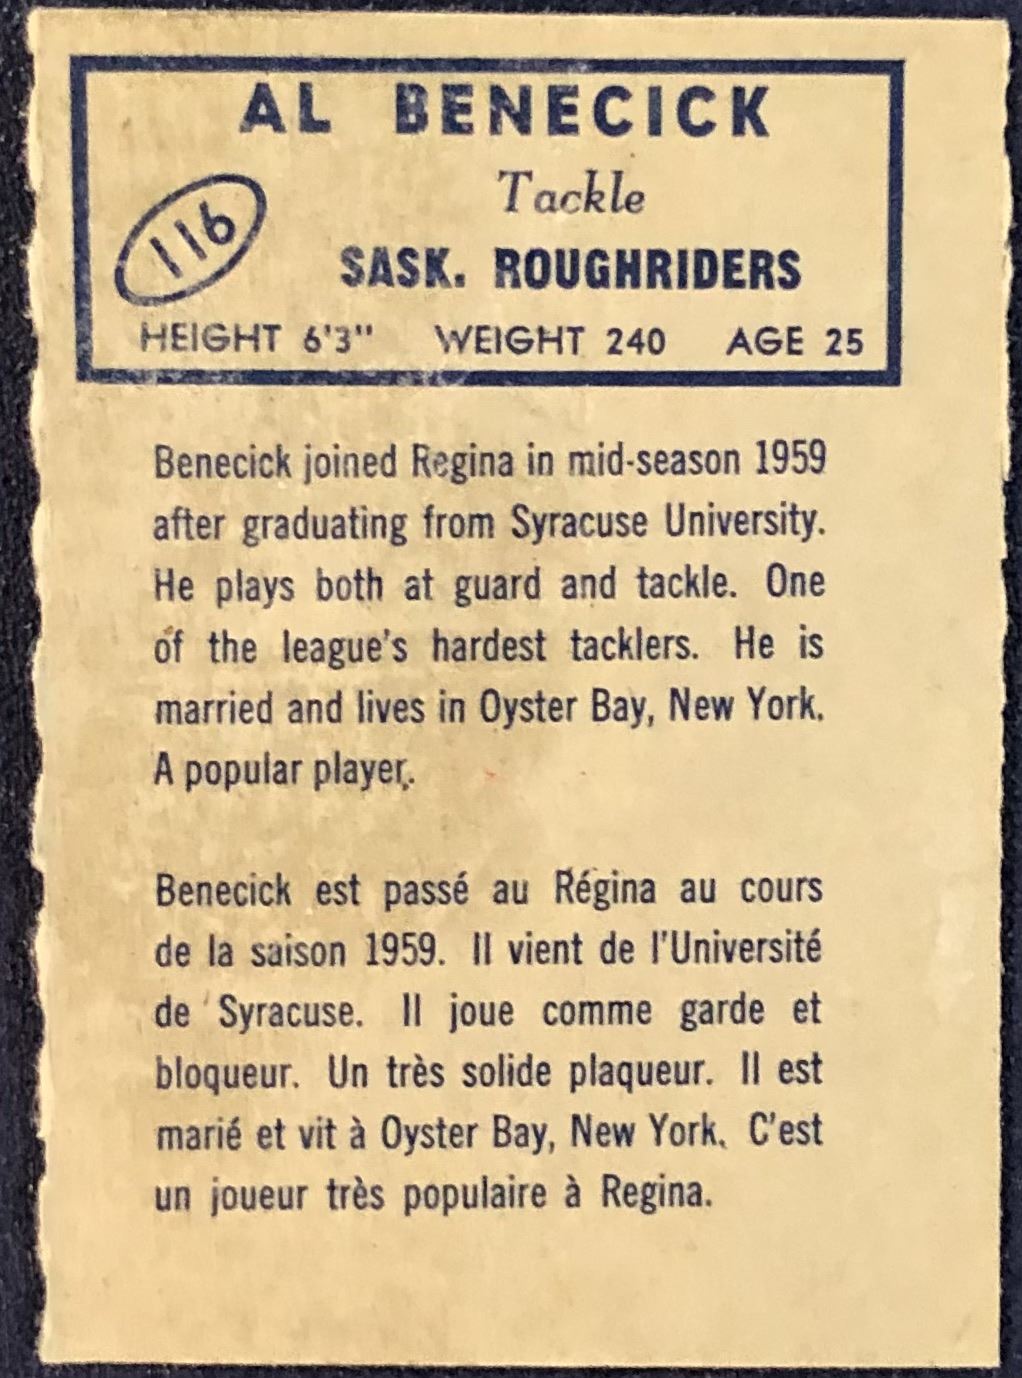 AL BENECICK
Tackle
116
SASK. ROUGHRIDERS
HEIGHT 6'3" WEIGHT 240 AGE 25
Benecick joined Regina in mid-season 1959
after graduating from Syracuse University.
He plays both at guard and tackle. One
of the league's hardest tacklers. He is
married and lives in Oyster Bay, New York.
A popular player.
Benecick est passé au Régina au cours
de la saison 1959. Il vient de l'Université
de Syracuse. Il joue comme garde et
bloqueur. Un très solide plaqueur. Il est
marié et vit à Oyster Bay, New York. C'est
un joueur très populaire à Regina.